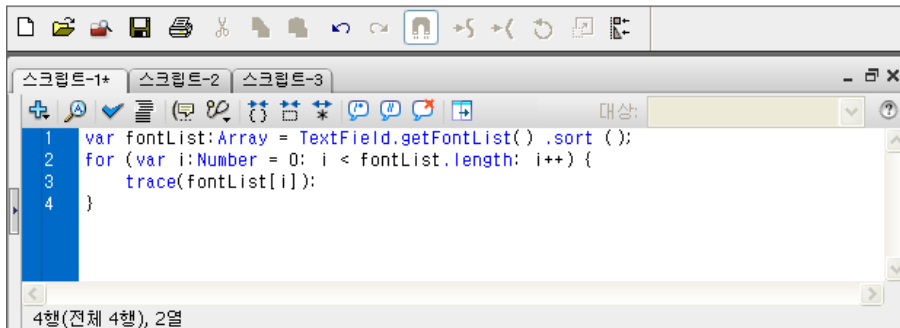 스크립트-1* 스크립트-2 스크립트-3
대상:
1 var fontList:Array = TextField.getFontList() .sort ();
2 for (var i:Number = 0; i < fontList.length; i++) {
3 trace(fontList[i]);
4 }
4행(전체 4행), 2열